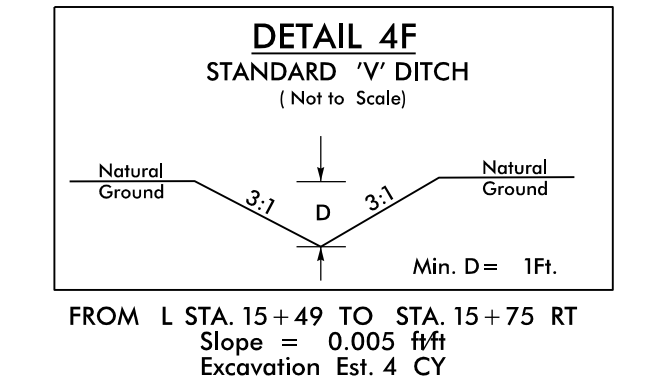 DETAIL 4F
STANDARD 'V' DITCH
( Not to Scale)
Natural
Ground
3:1
D
3:1
Natural
Ground
Min. D = 1Ft.
FROM L STA. 15+49 TO STA. 15+75 RT
Slope = 0.005 ft/ft
Excavation Est. 4 CY